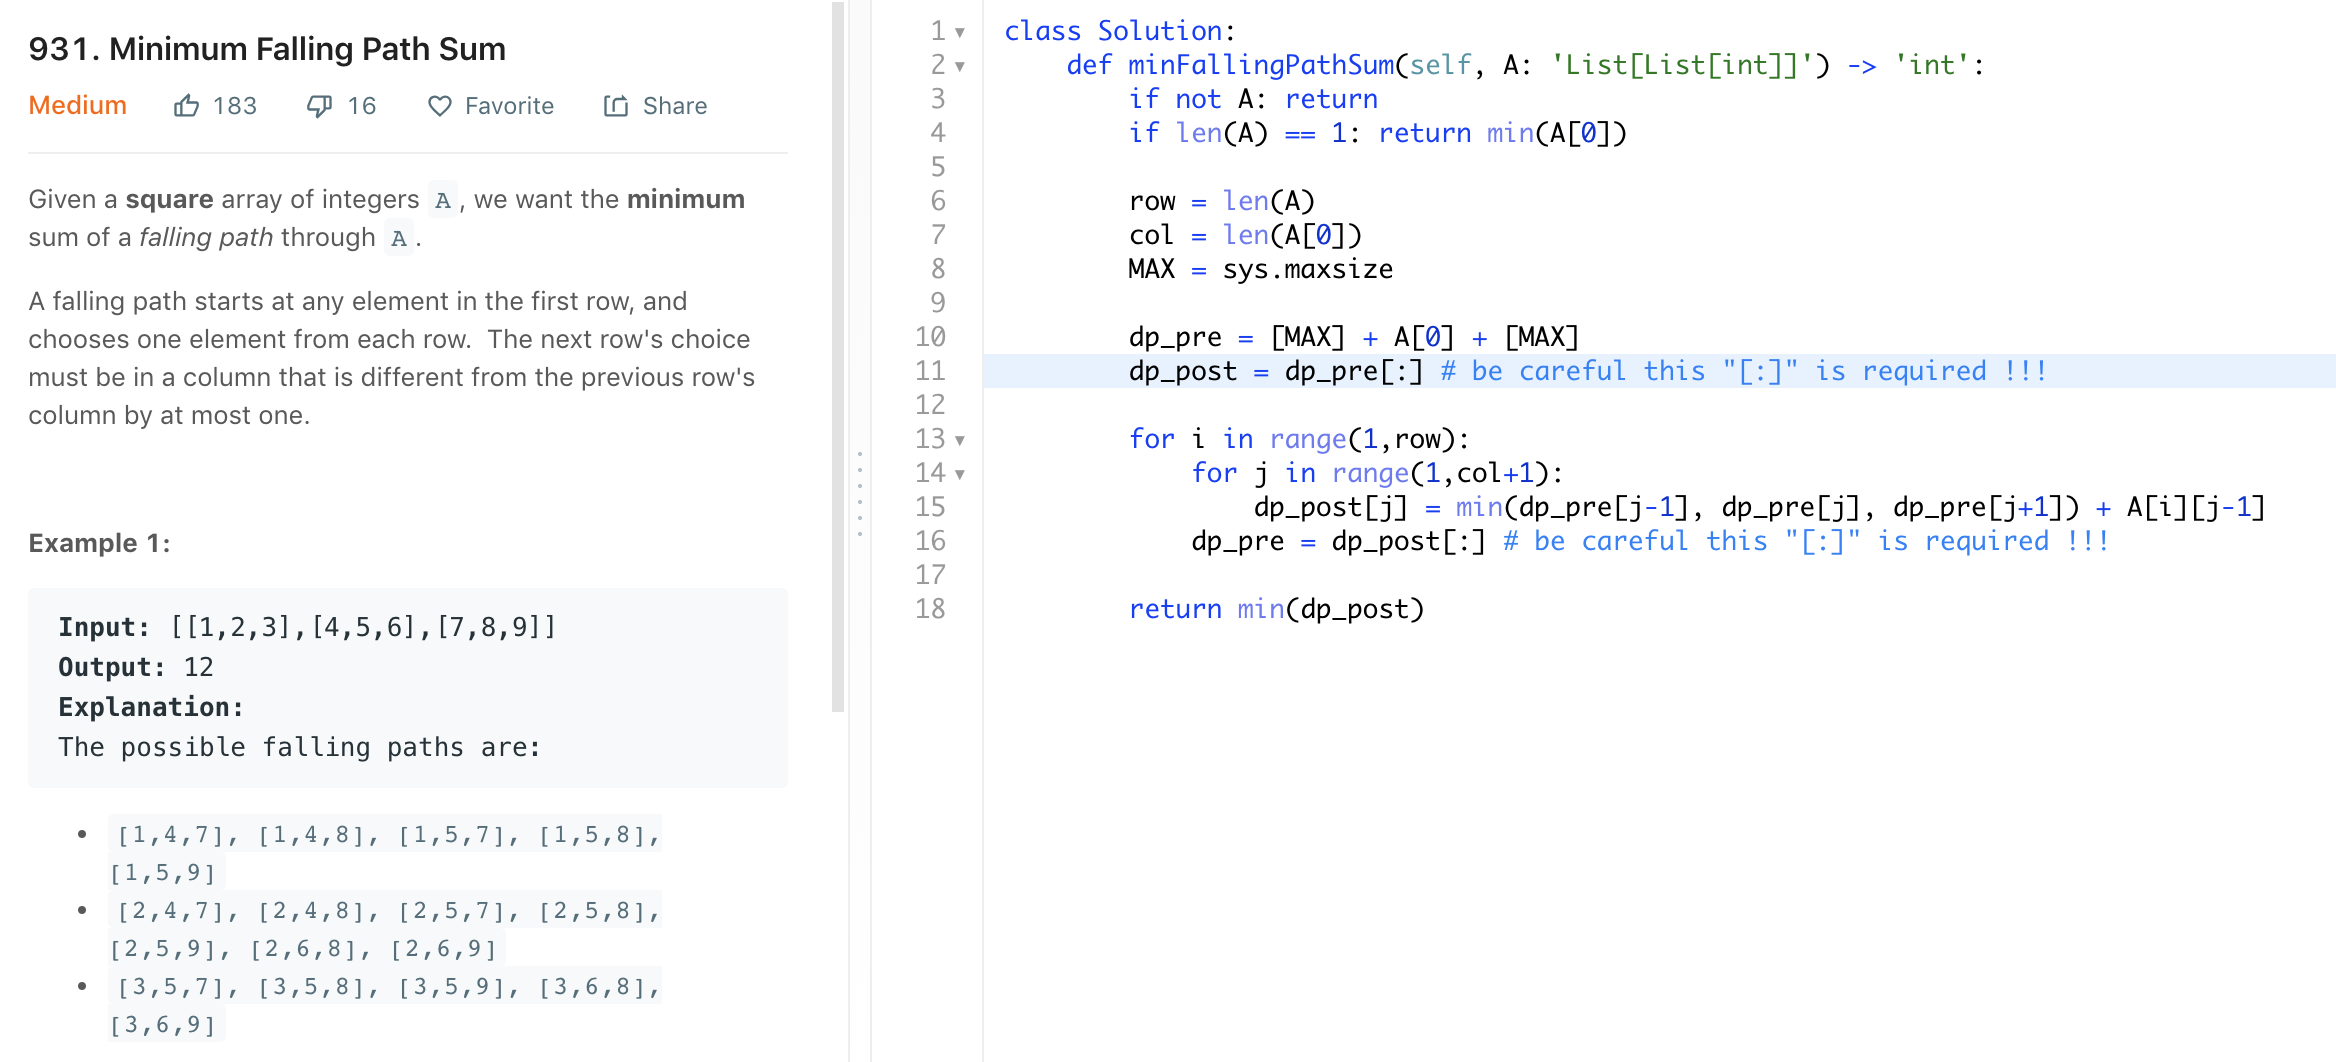 931. Minimum Falling Path Sum
Medium 183 16 Favorite Share
Given a square array of integers A, we want the minimum
sum of a falling path through A.
A falling path starts at any element in the first row, and
chooses one element from each row.  The next row's choice
must be in a column that is different from the previous row's
column by at most one.
Example 1:
Input: [[1,2,3],[4,5,6],[7,8,9]]
Output: 12
Explanation:
The possible falling paths are:
• [1,4,7], [1,4,8], [1,5,7], [1,5,8],
[1,5,9]
• [2,4,7], [2,4,8], [2,5,7], [2,5,8],
[2,5,9], [2,6,8], [2,6,9]
• [3,5,7], [3,5,8], [3,5,9], [3,6,8],
[3,6,9]
1 class Solution:
2     def minFallingPathSum(self, A: 'List[List[int]]') -> 'int':
3         if not A: return
4         if len(A) == 1: return min(A[0])
5
6         row = len(A)
7         col = len(A[0])
8         MAX = sys.maxsize
9
10         dp_pre = [MAX] + A[0] + [MAX]
11         dp_post = dp_pre[:] # be careful this "[:]" is required !!!
12
13         for i in range(1,row):
14             for j in range(1,col+1):
15                 dp_post[j] = min(dp_pre[j-1], dp_pre[j], dp_pre[j+1]) + A[i][j-1]
16             dp_pre = dp_post[:] # be careful this "[:]" is required !!!
17
18         return min(dp_post)